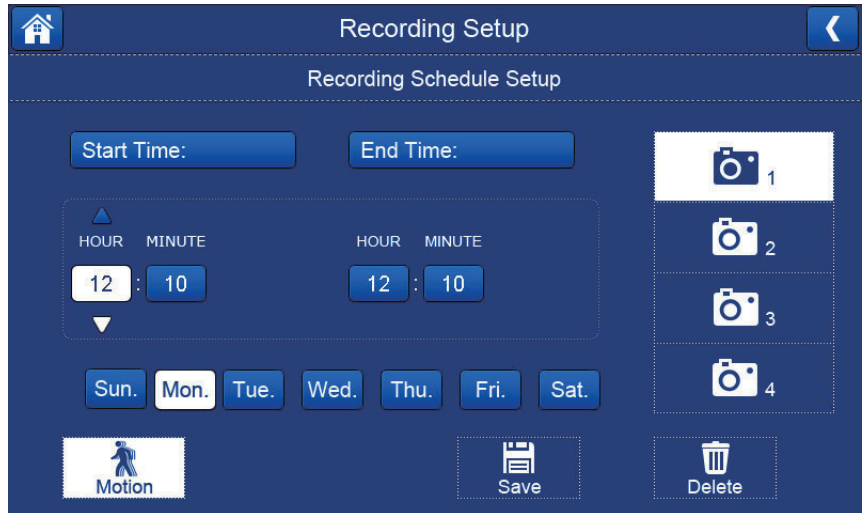 Recording Setup
Recording Schedule Setup
Start Time: End Time:
1
HOUR MINUTE HOUR MINUTE
2
12 : 10 12 : 10
3
Sun. Mon. Tue. Wed. Thu. Fri. Sat.
4
Motion Save Delete